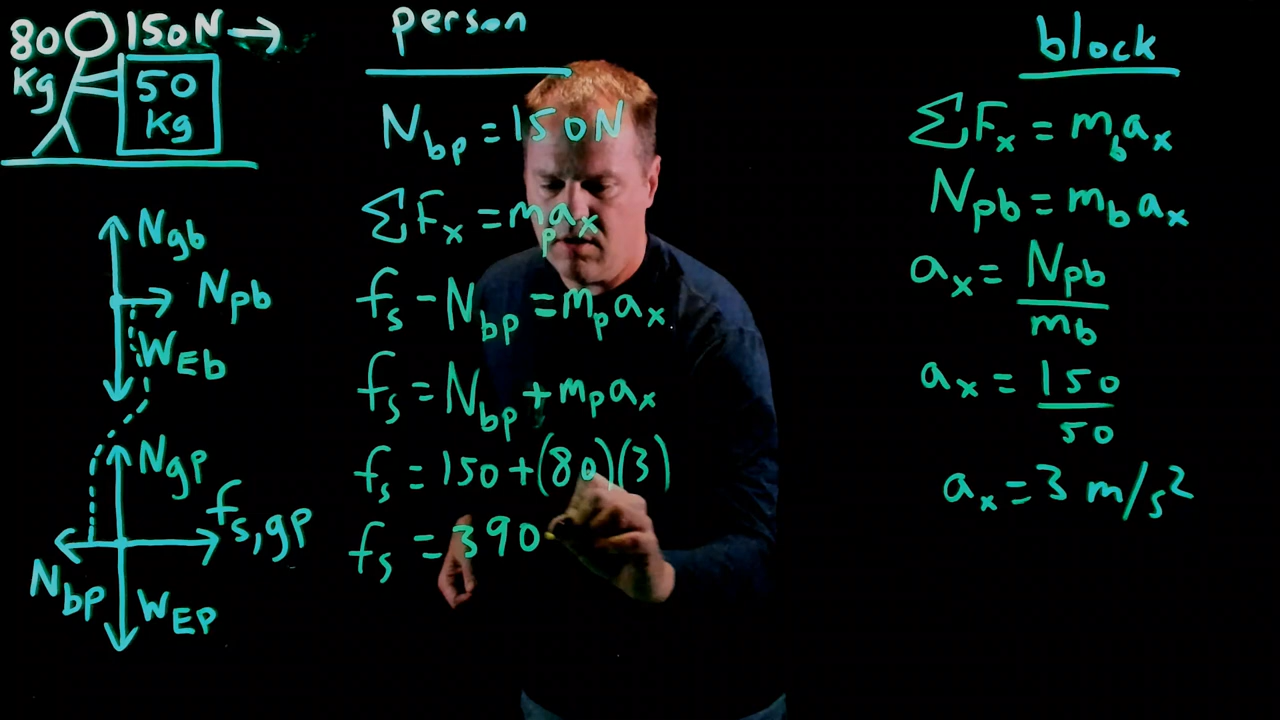 80 kg
150N →
50 kg
N_gb
N_pb
W_Eb
N_gp
f_s,gp
N_bp
W_Ep
person
N_bp = 150N
ΣF_x = m_p a_x
f_s - N_bp = m_p a_x
f_s = N_bp + m_p a_x
f_s = 150 + (80)(3)
f_s = 390
block
ΣF_x = m_b a_x
N_pb = m_b a_x
a_x = N_pb / m_b
a_x = 150 / 50
a_x = 3 m/s²